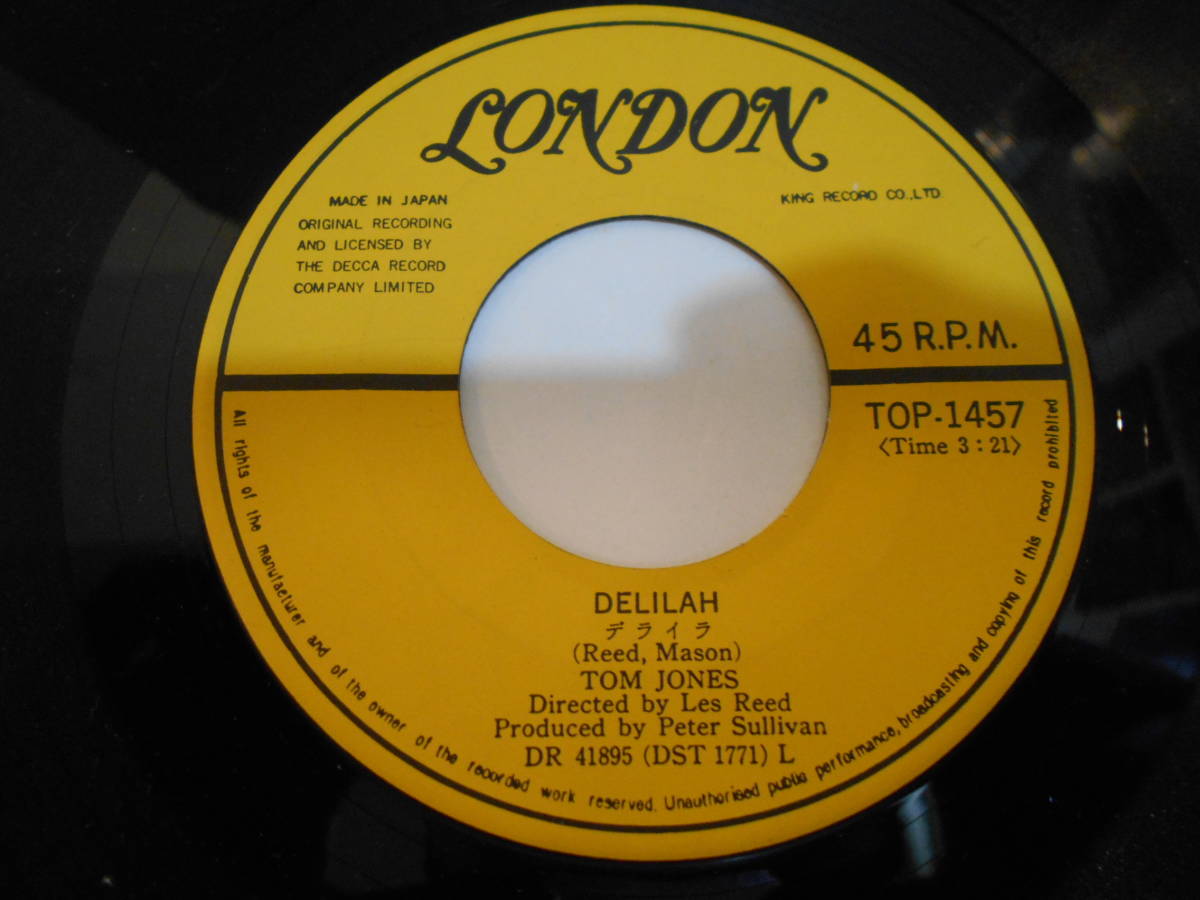 LONDON
MADE IN JAPAN
ORIGINAL RECORDING
AND LICENSED BY
THE DECCA RECORD
COMPANY LIMITED
KING RECORD CO.,LTD.
45 R.P.M.
TOP-1457
〈Time 3 : 21〉
DELILAH
デライラ
(Reed, Mason)
TOM JONES
Directed by Les Reed
Produced by Peter Sullivan
DR 41895 (DST 1771) L
All rights of the manufacturer and of the owner of the recorded work reserved. Unauthorised public performance, broadcasting and copying of this record prohibited